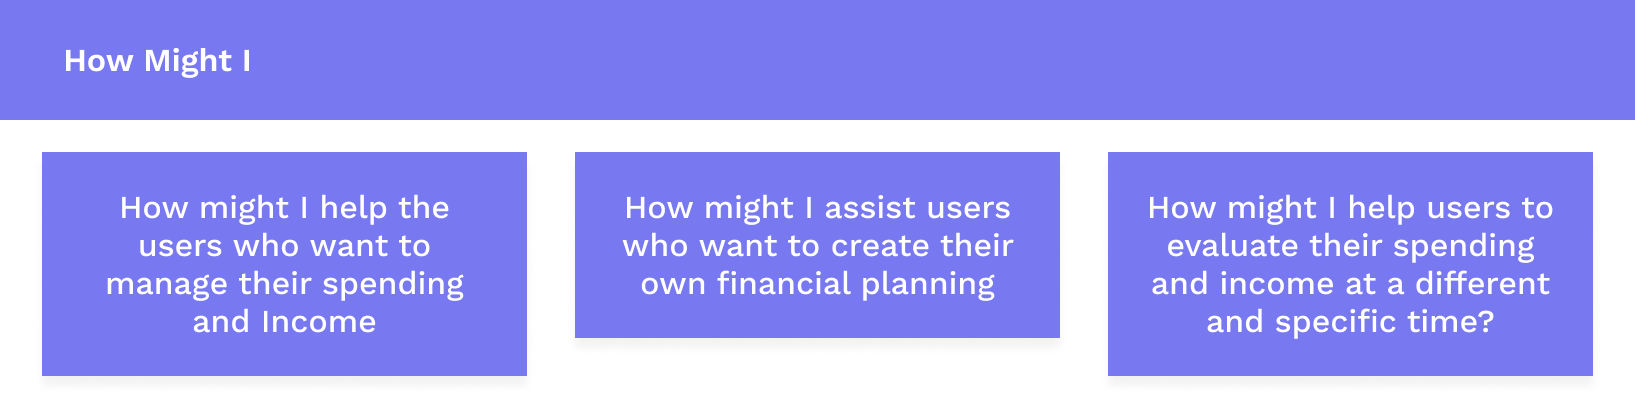 How Might I
How might I help the
users who want to
manage their spending
and Income
How might I assist users
who want to create their
own financial planning
How might I help users to
evaluate their spending
and income at a different
and specific time?